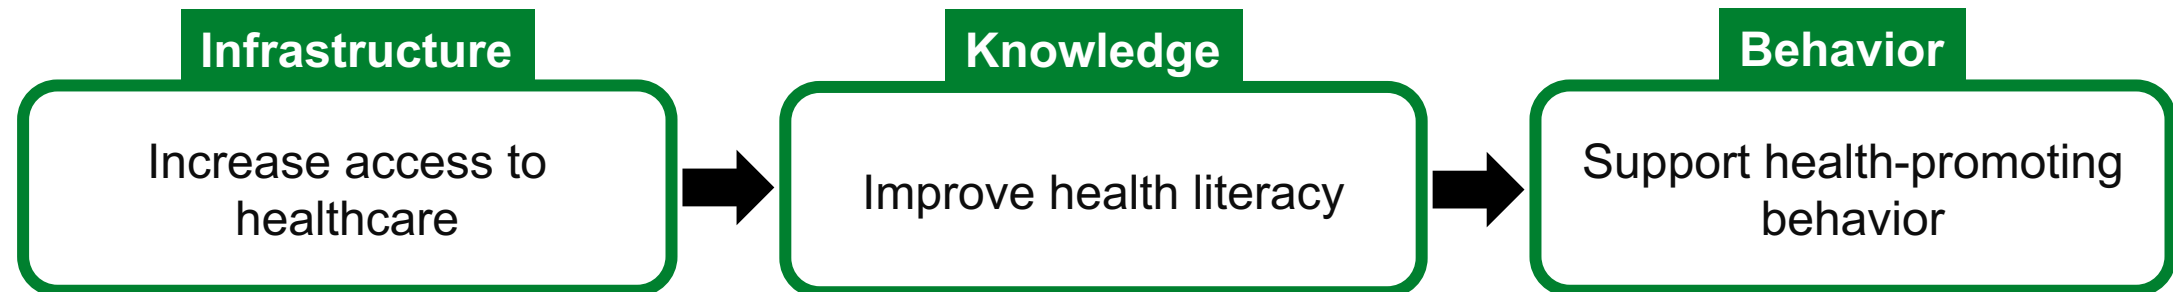 Infrastructure
Increase access to
healthcare
Knowledge
Improve health literacy
Behavior
Support health-promoting
behavior